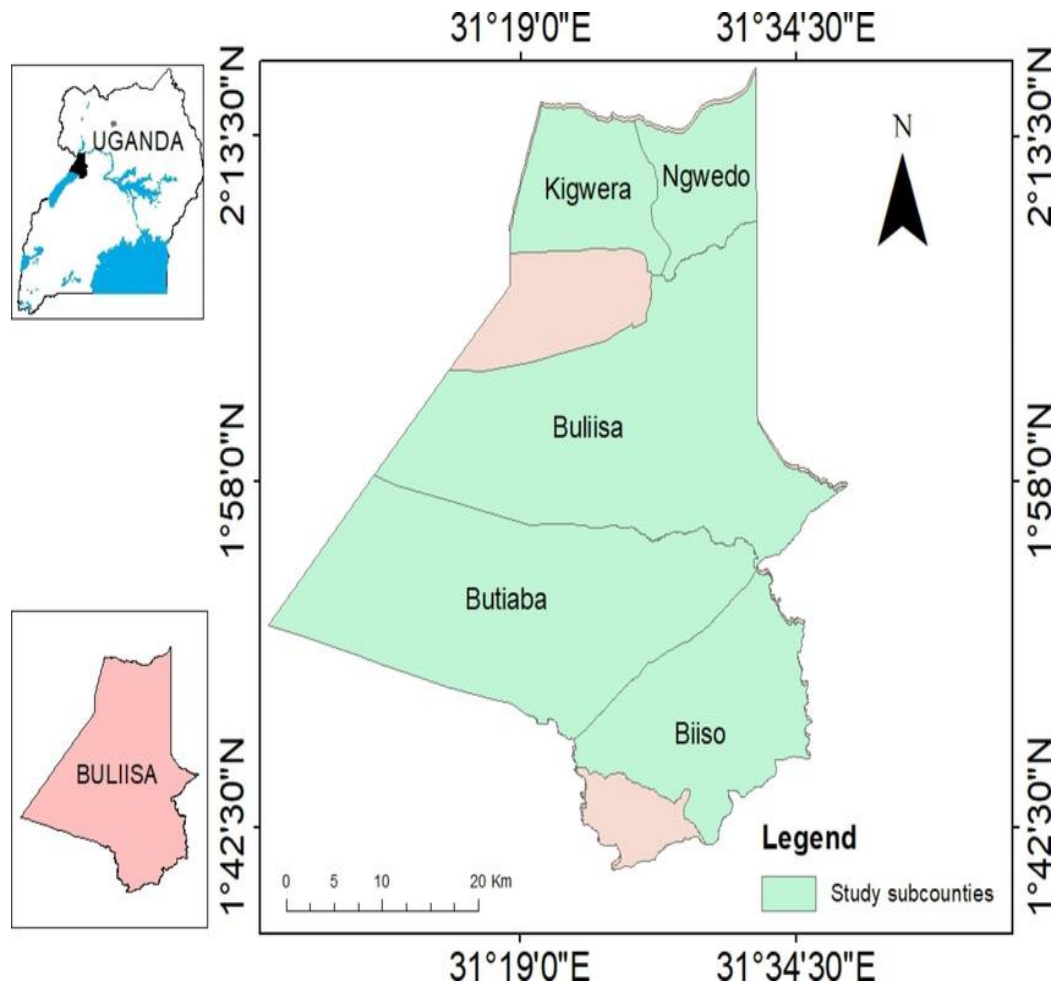 31°19'0"E
31°34'30"E
2°13'30"N
2°13'30"N
UGANDA
N
Kigwera
Ngwedo
Buliisa
1°58'0"N
1°58'0"N
Butiaba
Biiso
BULIISA
1°42'30"N
1°42'30"N
Legend
Study subcounties
0 5 10 20 Km
31°19'0"E
31°34'30"E